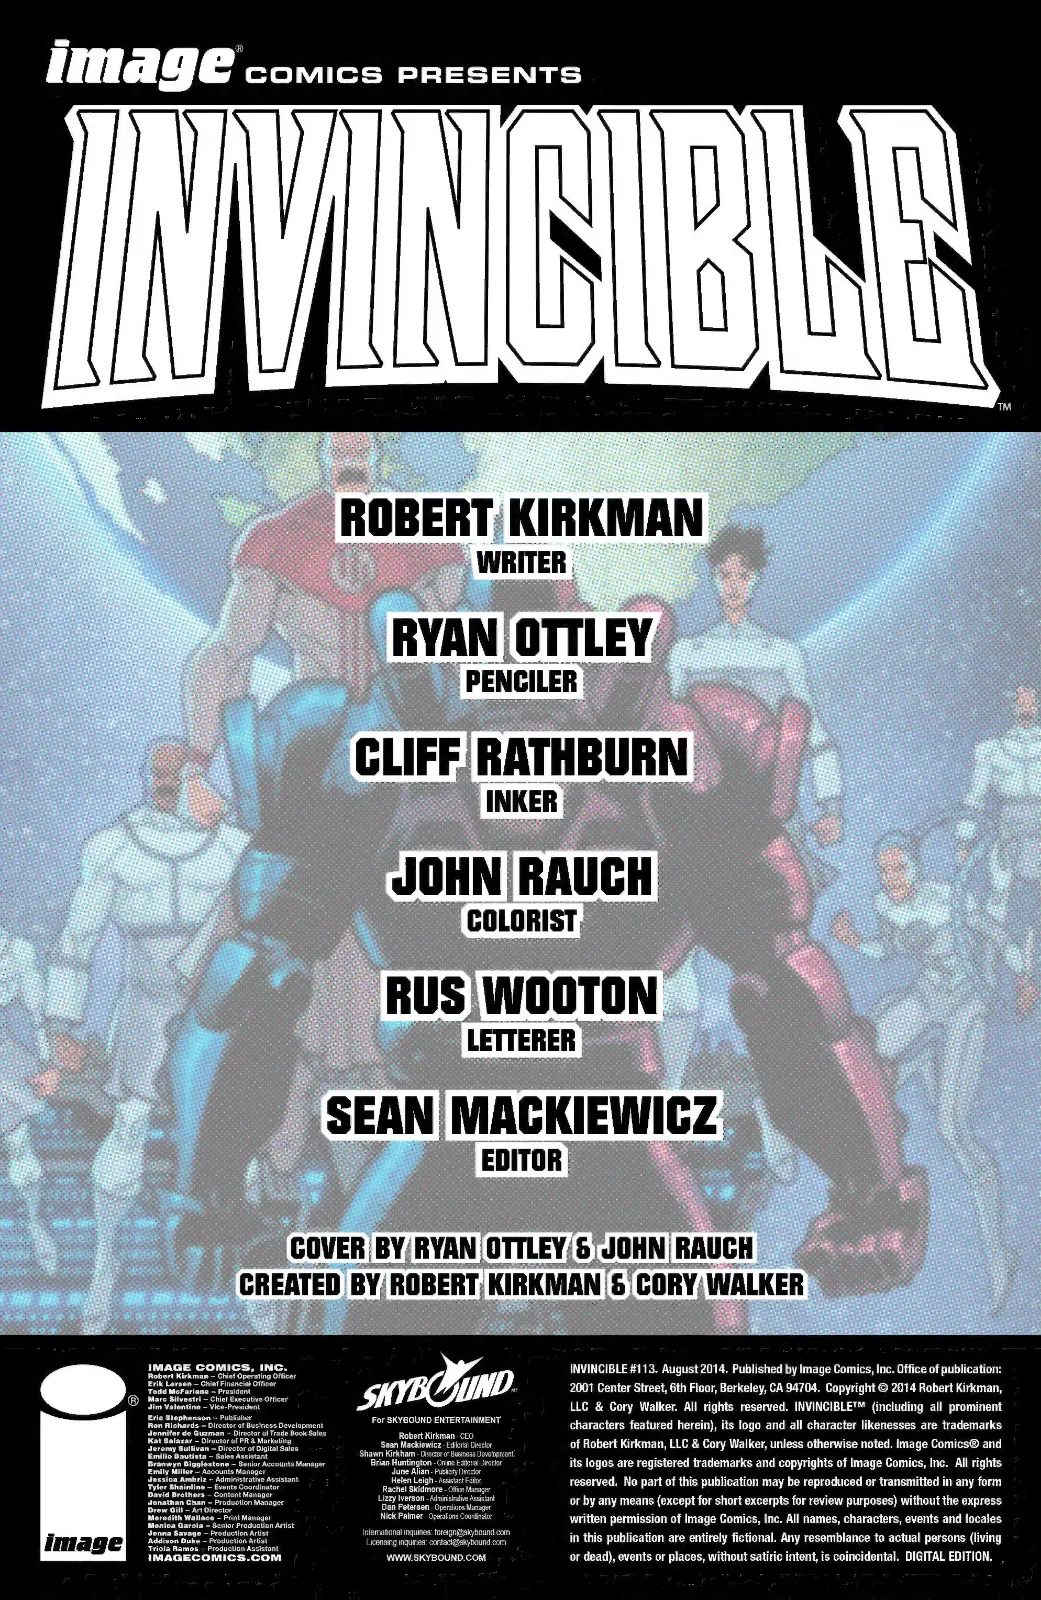 image® COMICS PRESENTS
INVINCIBLE
TM
ROBERT KIRKMAN
WRITER
RYAN OTTLEY
PENCILER
CLIFF RATHBURN
INKER
JOHN RAUCH
COLORIST
RUS WOOTON
LETTERER
SEAN MACKIEWICZ
EDITOR
COVER BY RYAN OTTLEY & JOHN RAUCH
CREATED BY ROBERT KIRKMAN & CORY WALKER
®
image
IMAGE COMICS, INC.
Robert Kirkman – Chief Operating Officer
Erik Larsen – Chief Financial Officer
Todd McFarlane – President
Marc Silvestri – Chief Executive Officer
Jim Valentino – Vice-President
Eric Stephenson – Publisher
Ron Richards – Director of Business Development
Jennifer de Guzman – Director of Trade Book Sales
Kat Salazar – Director of PR & Marketing
Jeremy Sullivan – Director of Digital Sales
Emilio Bautista – Sales Assistant
Branwyn Bigglestone – Senior Accounts Manager
Emily Miller – Accounts Manager
Jessica Ambriz – Administrative Assistant
Tyler Shainline – Events Coordinator
David Brothers – Content Manager
Jonathan Chan – Production Manager
Drew Gill – Art Director
Meredith Wallace – Print Manager
Monica Garcia – Senior Production Artist
Jenna Savage – Production Artist
Addison Duke – Production Artist
Tricia Ramos – Production Assistant
IMAGECOMICS.COM
SKYBOUND
For SKYBOUND ENTERTAINMENT
Robert Kirkman - CEO
Sean Mackiewicz - Editorial Director
Shawn Kirkham - Director of Business Development
Brian Huntington - Online Editorial Director
June Alian - Publicity Director
Helen Leigh - Assistant Editor
Rachel Skidmore - Office Manager
Lizzy Iverson - Administrative Assistant
Dan Petersen - Operations Manager
Nick Palmer - Operations Coordinator
International inquiries: foreign@skybound.com
Licensing inquiries: contact@skybound.com
WWW.SKYBOUND.COM
INVINCIBLE #113. August 2014. Published by Image Comics, Inc. Office of publication:
2001 Center Street, 6th Floor, Berkeley, CA 94704. Copyright © 2014 Robert Kirkman,
LLC & Cory Walker. All rights reserved. INVINCIBLE™ (including all prominent
characters featured herein), its logo and all character likenesses are trademarks
of Robert Kirkman, LLC & Cory Walker, unless otherwise noted. Image Comics® and
its logos are registered trademarks and copyrights of Image Comics, Inc. All rights
reserved. No part of this publication may be reproduced or transmitted in any form
or by any means (except for short excerpts for review purposes) without the express
written permission of Image Comics, Inc. All names, characters, events and locales
in this publication are entirely fictional. Any resemblance to actual persons (living
or dead), events or places, without satiric intent, is coincidental. DIGITAL EDITION.